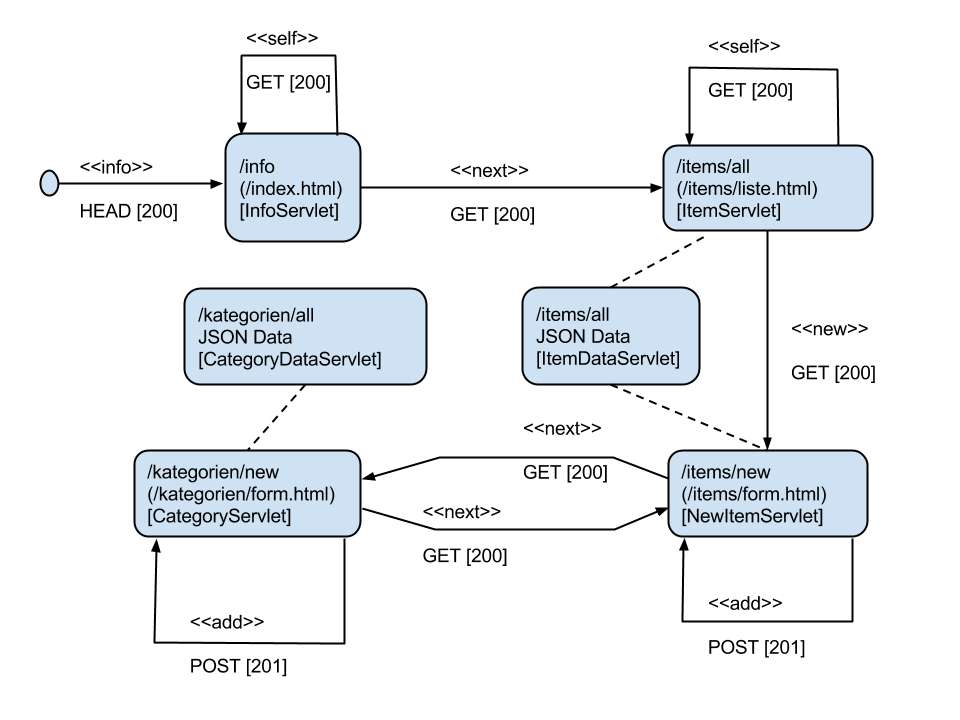 <<self>>
GET [200]
<<self>>
GET [200]
<<info>>
HEAD [200]
/info
(/index.html)
[InfoServlet]
<<next>>
GET [200]
/items/all
(/items/liste.html)
[ItemServlet]
/kategorien/all
JSON Data
[CategoryDataServlet]
/items/all
JSON Data
[ItemDataServlet]
<<new>>
GET [200]
<<next>>
GET [200]
/kategorien/new
(/kategorien/form.html)
[CategoryServlet]
<<next>>
GET [200]
/items/new
(/items/form.html)
[NewItemServlet]
<<add>>
POST [201]
<<add>>
POST [201]